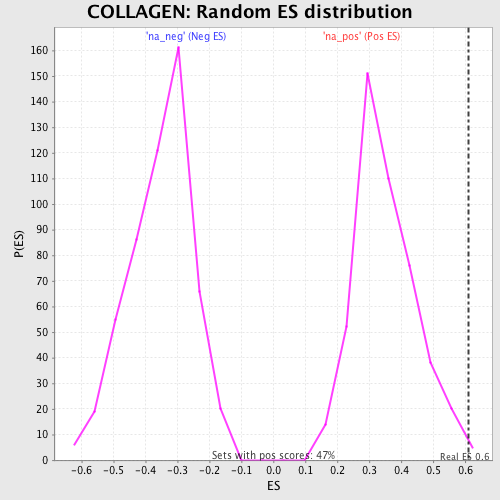 COLLAGEN: Random ES distribution
'na_neg' (Neg ES) 'na_pos' (Pos ES)
160
150
140
130
120
110
100
90
80
70
60
50
40
30
20
10
0
P(ES)
Sets with pos scores: 47%
Real ES 0.6
-0.6 -0.5 -0.4 -0.3 -0.2 -0.1 0.0 0.1 0.2 0.3 0.4 0.5 0.6
ES